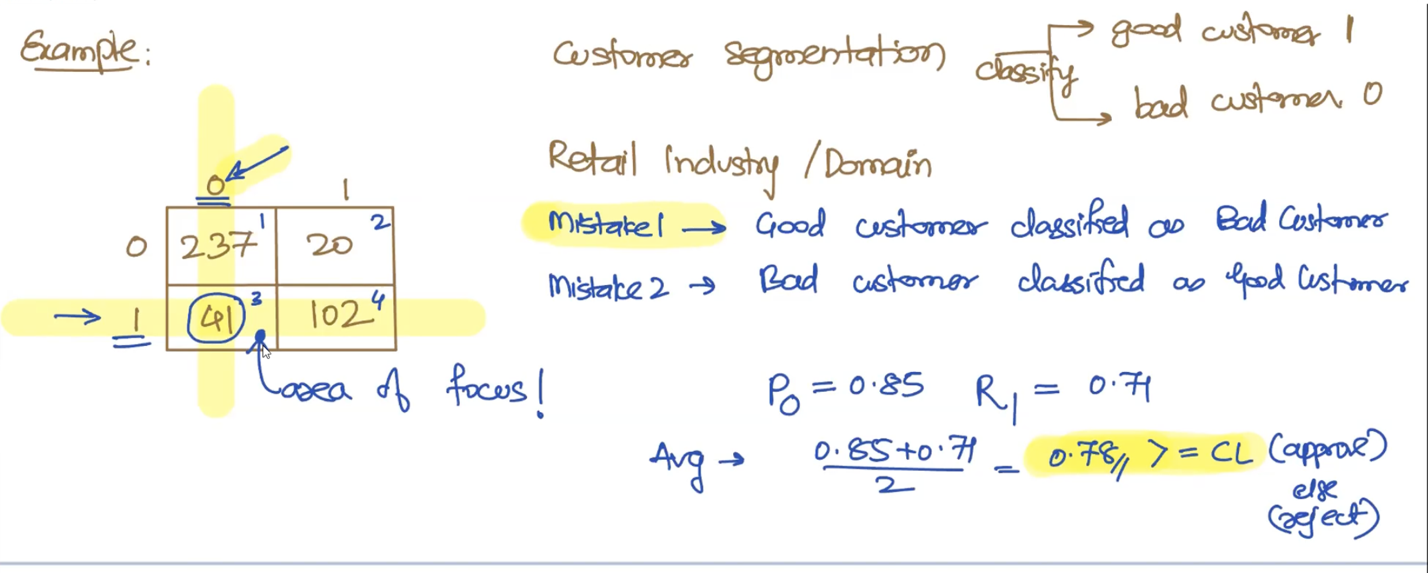 Example:
Customer Segmentation classify good customer 1
bad customer 0
Retail Industry / Domain
0 1
0 237 1 20 2
1 41 3 102 4
area of focus!
Mistake1 → Good customer classified as Bad Customer
Mistake 2 → Bad customer classified as Good Customer
P0 = 0.85 R1 = 0.71
Avg → 0.85+0.71
2
= 0.78// >= CL (approve)
else
(reject)